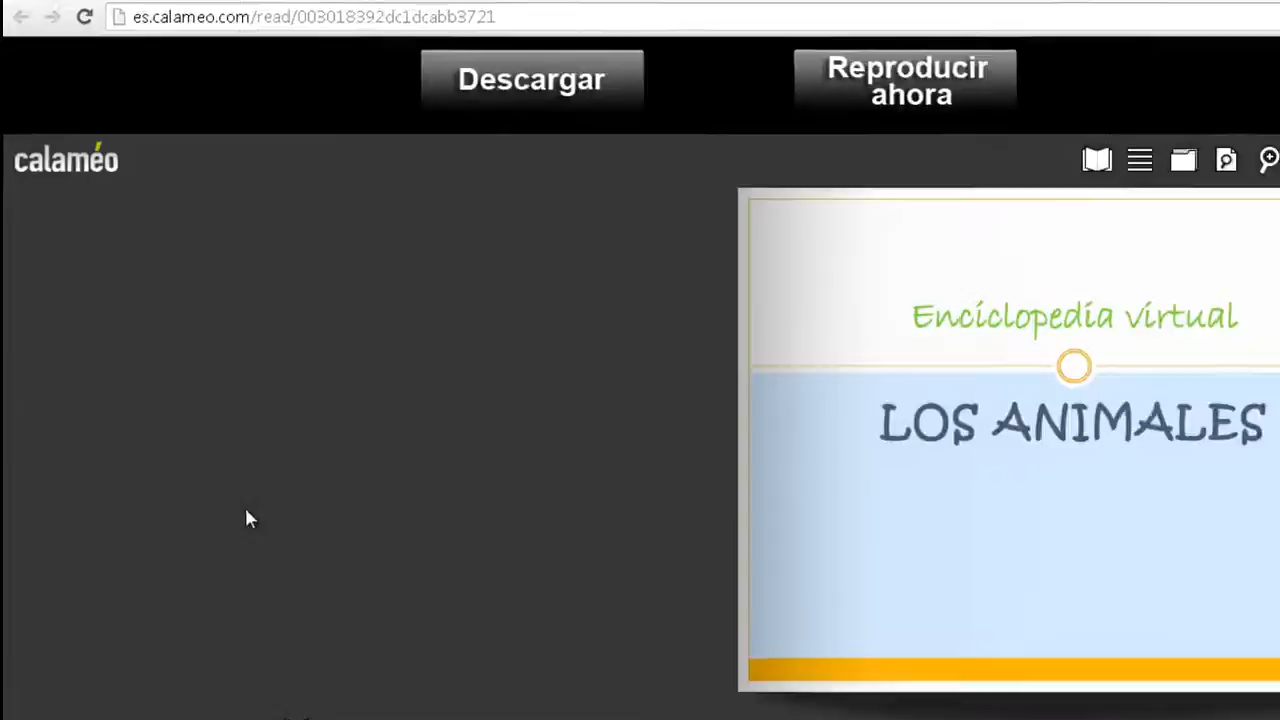 es.calameo.com/read/003018392dc1dcabb3721
Descargar
Reproducir
ahora
calaméo
Enciclopedia virtual
LOS ANIMALES